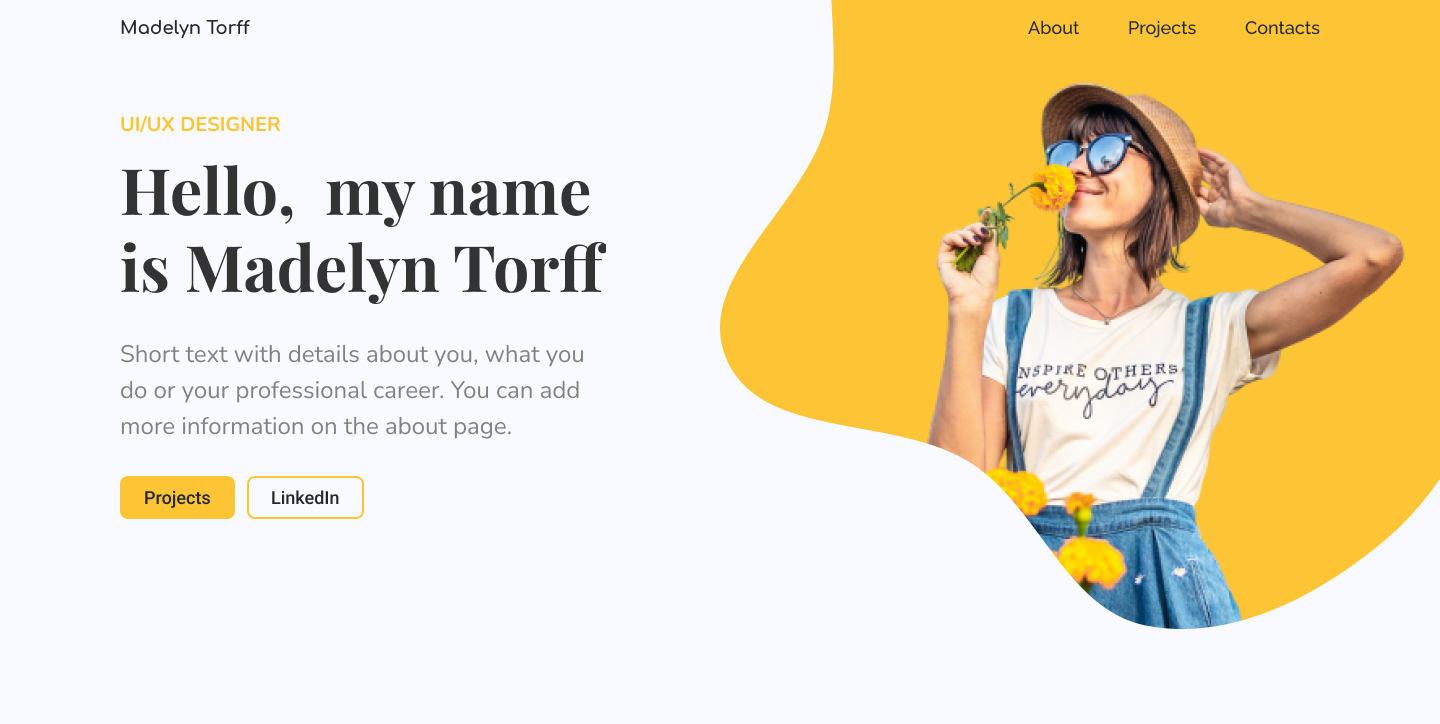 Madelyn Torff
About Projects Contacts
UI/UX DESIGNER
Hello, my name
is Madelyn Torff
Short text with details about you, what you
do or your professional career. You can add
more information on the about page.
Projects LinkedIn
NSPIRE OTHERS
everyday